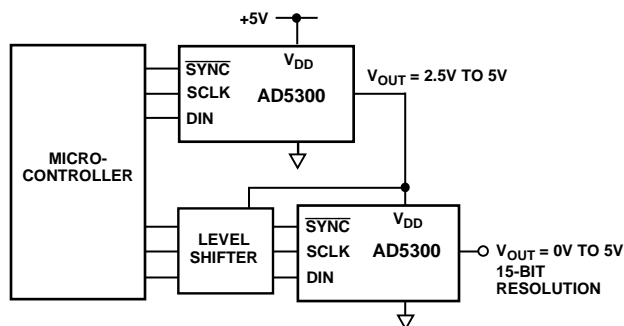 +5V
V_DD
SYNC
SCLK
DIN
AD5300
V_OUT = 2.5V TO 5V
MICRO-
CONTROLLER
LEVEL
SHIFTER
V_DD
SYNC
SCLK
DIN
AD5300
V_OUT = 0V TO 5V
15-BIT
RESOLUTION